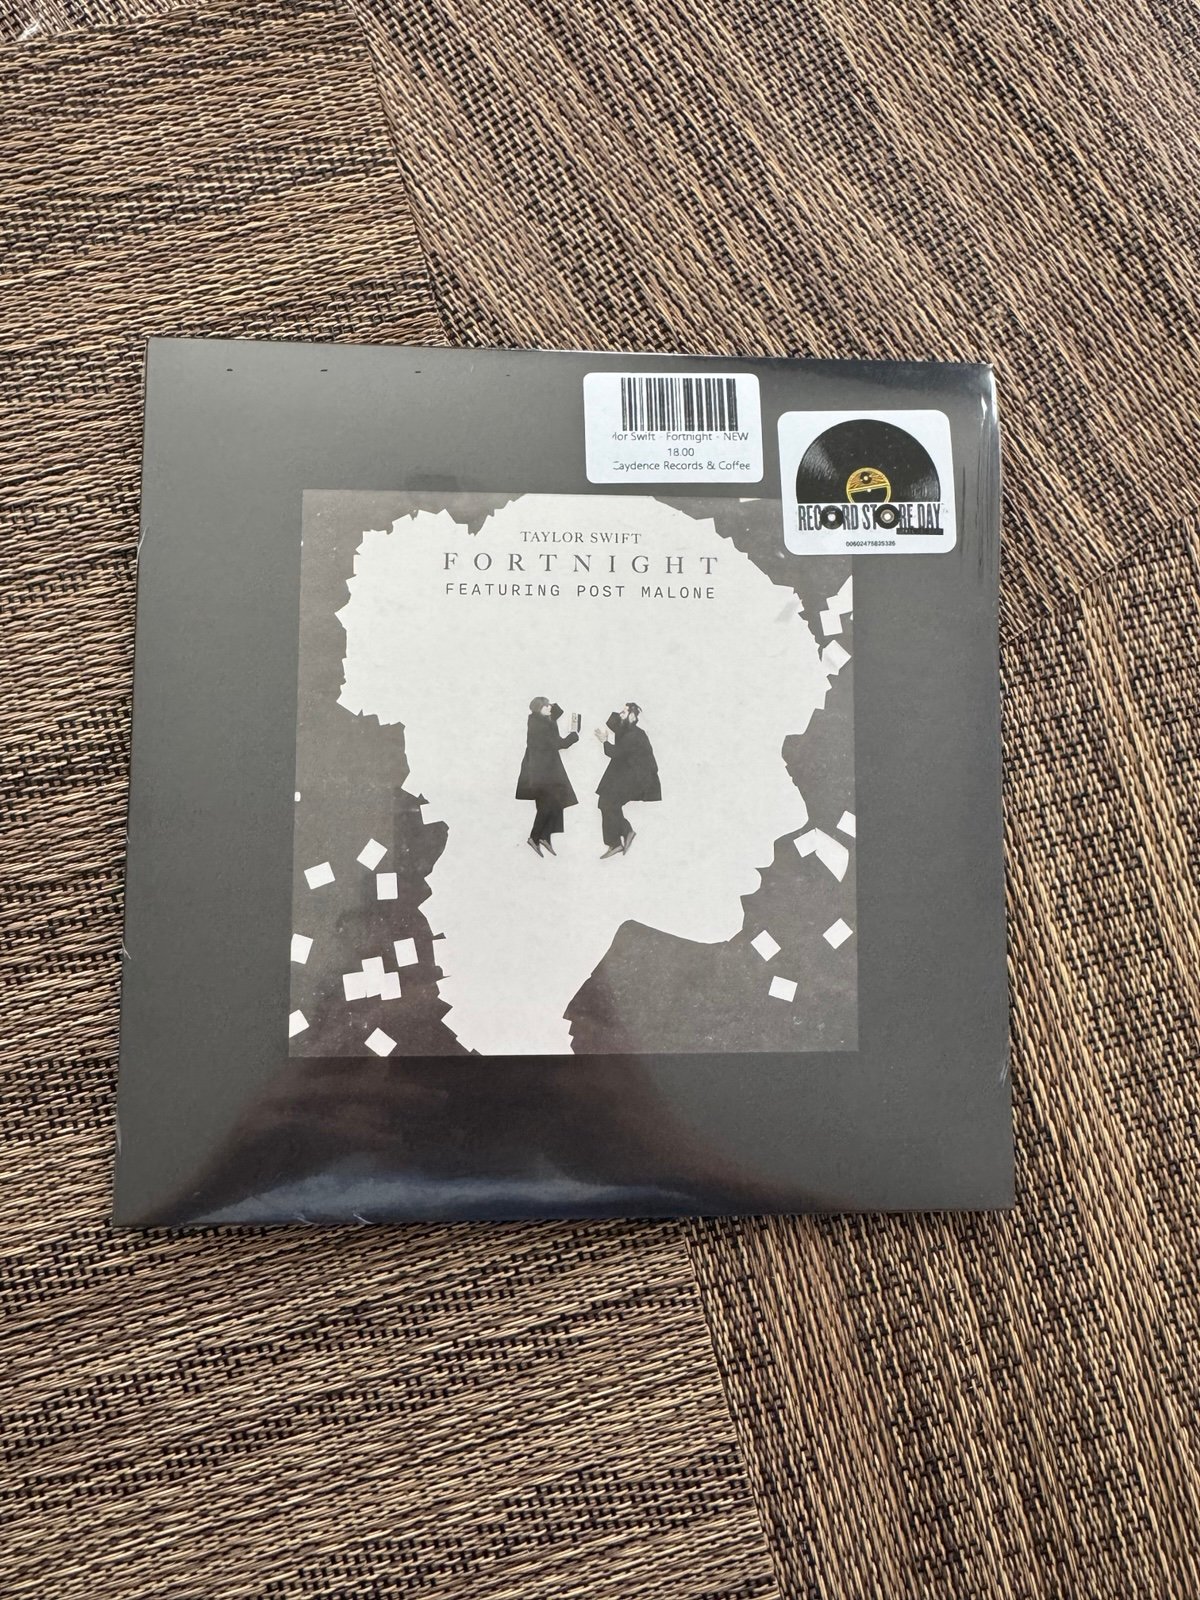 lor Swift - Fortnight - NEW
18.00
Caydence Records & Coffee
RECORD STORE DAY
TAYLOR SWIFT
FORTNIGHT
FEATURING POST MALONE